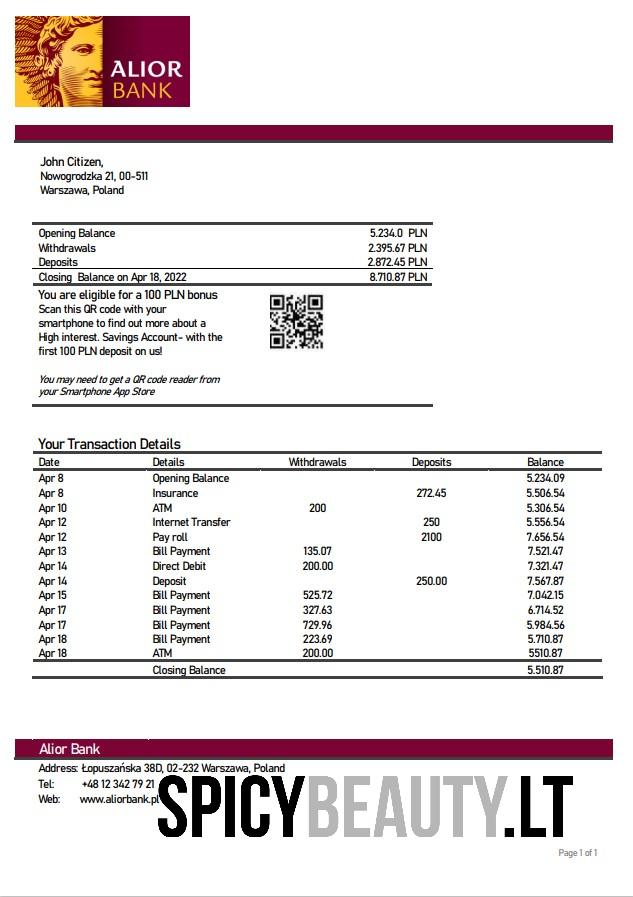 ALIOR
BANK
John Citizen,
Nowogrodzka 21, 00-511
Warszawa, Poland
Opening Balance 5.234.0 PLN
Withdrawals 2.395.67 PLN
Deposits 2.872.45 PLN
Closing Balance on Apr 18, 2022 8.710.87 PLN
You are eligible for a 100 PLN bonus
Scan this QR code with your
smartphone to find out more about a
High interest. Savings Account- with the
first 100 PLN deposit on us!
You may need to get a QR code reader from
your Smartphone App Store
Your Transaction Details
Date Details Withdrawals Deposits Balance
Apr 8 Opening Balance 5.234.09
Apr 8 Insurance 272.45 5.506.54
Apr 10 ATM 200 5.306.54
Apr 12 Internet Transfer 250 5.556.54
Apr 12 Pay roll 2100 7.656.54
Apr 13 Bill Payment 135.07 7.521.47
Apr 14 Direct Debit 200.00 7.321.47
Apr 14 Deposit 250.00 7.567.87
Apr 15 Bill Payment 525.72 7.042.15
Apr 17 Bill Payment 327.63 6.714.52
Apr 17 Bill Payment 729.96 5.984.56
Apr 18 Bill Payment 223.69 5.710.87
Apr 18 ATM 200.00 5510.87
Closing Balance 5.510.87
Alior Bank
Address: Łopuszańska 38D, 02-232 Warszawa, Poland
Tel: +48 12 342 79 21
Web: www.aliorbank.pl
SPICYBEAUTY.LT
Page 1 of 1